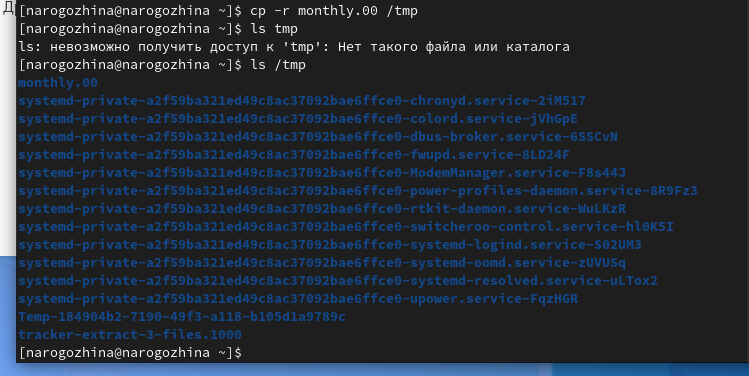 Д
[narogozhina@narogozhina ~]$ cp -r monthly.00 /tmp
[narogozhina@narogozhina ~]$ ls tmp
ls: невозможно получить доступ к 'tmp': Нет такого файла или каталога
[narogozhina@narogozhina ~]$ ls /tmp
monthly.00
systemd-private-a2f59ba321ed49c8ac37092bae6ffce0-chronyd.service-2iM517
systemd-private-a2f59ba321ed49c8ac37092bae6ffce0-colord.service-jVhGpE
systemd-private-a2f59ba321ed49c8ac37092bae6ffce0-dbus-broker.service-6SSCvN
systemd-private-a2f59ba321ed49c8ac37092bae6ffce0-fwupd.service-8LD24F
systemd-private-a2f59ba321ed49c8ac37092bae6ffce0-ModemManager.service-F8s44J
systemd-private-a2f59ba321ed49c8ac37092bae6ffce0-power-profiles-daemon.service-8R9Fz3
systemd-private-a2f59ba321ed49c8ac37092bae6ffce0-rtkit-daemon.service-WuLKzR
systemd-private-a2f59ba321ed49c8ac37092bae6ffce0-switcheroo-control.service-hl0K5I
systemd-private-a2f59ba321ed49c8ac37092bae6ffce0-systemd-logind.service-S02UM3
systemd-private-a2f59ba321ed49c8ac37092bae6ffce0-systemd-oomd.service-zUVUSq
systemd-private-a2f59ba321ed49c8ac37092bae6ffce0-systemd-resolved.service-uLTox2
systemd-private-a2f59ba321ed49c8ac37092bae6ffce0-upower.service-FqzHGR
Temp-184904b2-7190-49f3-a118-b105d1a9789c
tracker-extract-3-files.1000
[narogozhina@narogozhina ~]$